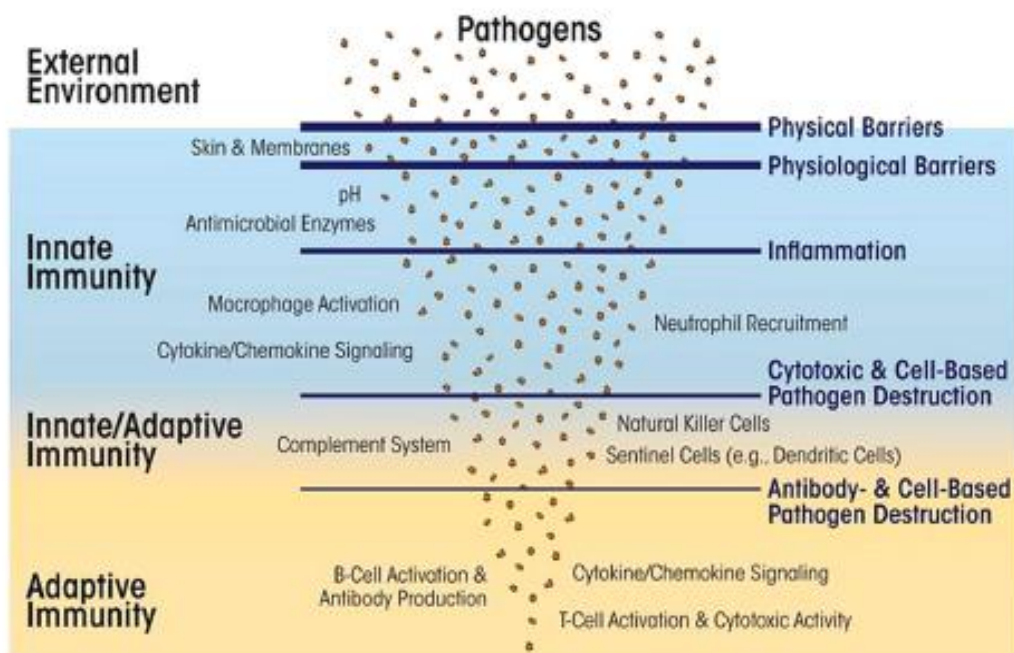 Pathogens
External
Environment
Physical Barriers
Skin & Membranes
Physiological Barriers
pH
Antimicrobial Enzymes
Innate
Immunity
Inflammation
Macrophage Activation
Neutrophil Recruitment
Cytokine/Chemokine Signaling
Cytotoxic & Cell-Based
Pathogen Destruction
Innate/Adaptive
Immunity
Natural Killer Cells
Complement System
Sentinel Cells (e.g., Dendritic Cells)
Antibody- & Cell-Based
Pathogen Destruction
Adaptive
Immunity
B-Cell Activation &
Antibody Production
Cytokine/Chemokine Signaling
T-Cell Activation & Cytotoxic Activity